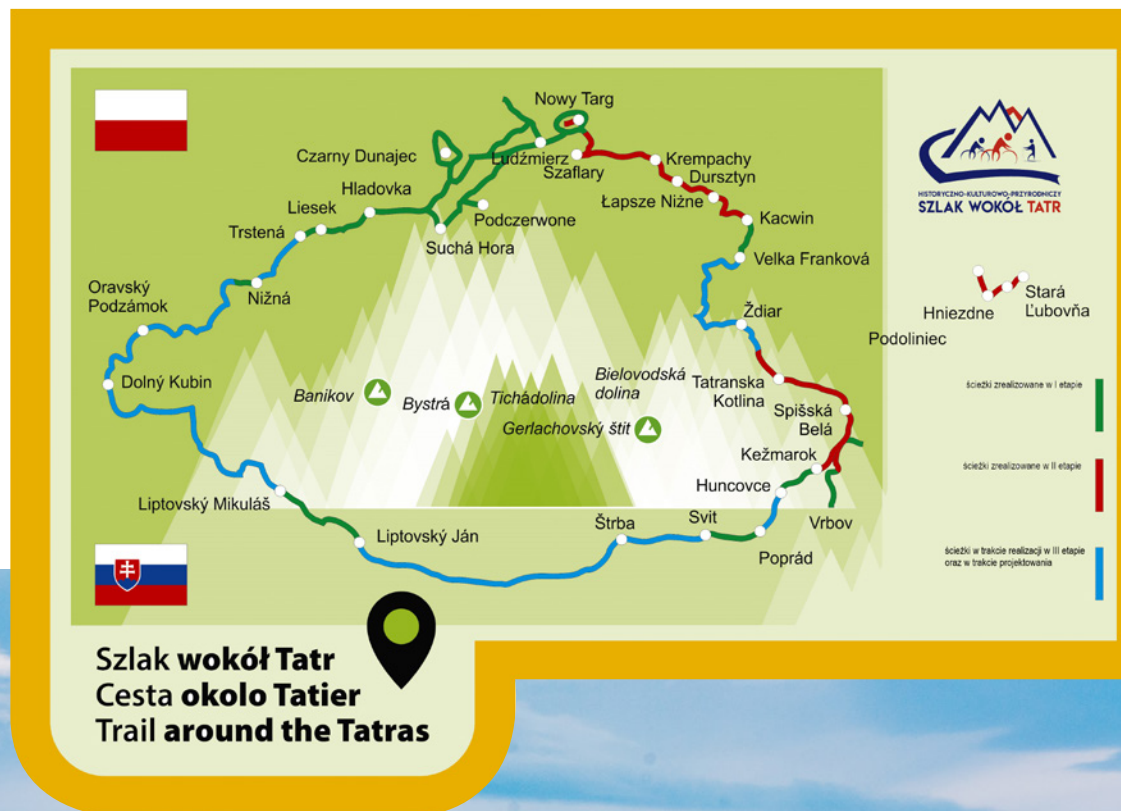 Nowy Targ
Czarny Dunajec
Ludźmierz
Szaflary
Krempachy
Dursztyn
Hladovka
Łapsze Niżne
Liesek
Podczerwone
Kacwin
Trstená
Suchá Hora
Velka Franková
Oravský
Podzámok
Nižná
Ždiar
Dolný Kubin
Banikov
Bystrá
Tichádolina
Bielovodská
dolina
Gerlachovský štit
Tatranska
Kotlina
Spišská
Belá
Kežmarok
Huncovce
Liptovský Mikuláš
Liptovský Ján
Štrba
Svit
Vrbov
Poprád
HISTORYCZNO-KULTUROWO-PRZYRODNICZY
SZLAK WOKÓŁ TATR
Hniezdne
Stará
Ľubovňa
Podoliniec
ścieżki zrealizowane w I etapie
ścieżki zrealizowane w II etapie
ścieżki w trakcie realizacji w III etapie
oraz w trakcie projektowania
Szlak wokół Tatr
Cesta okolo Tatier
Trail around the Tatras